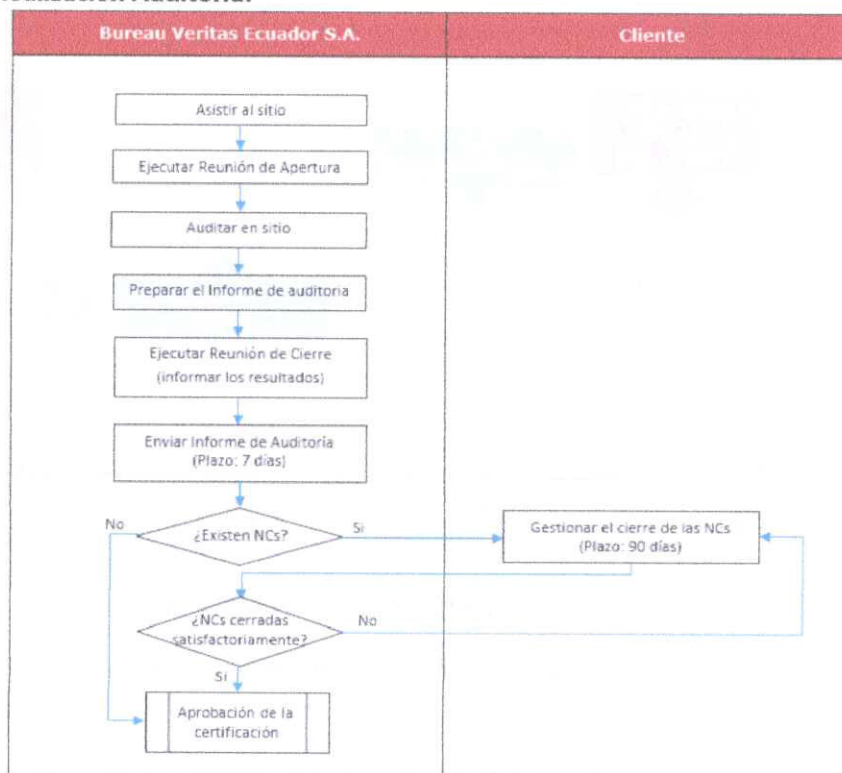 Bureau Veritas Ecuador S.A.
Cliente
Asistir al sitio
Ejecutar Reunión de Apertura
Auditar en sitio
Preparar el Informe de auditoria
Ejecutar Reunión de Cierre
(informar los resultados)
Enviar Informe de Auditoría
(Plazo: 7 días)
No
¿Existen NCs?
Si
Gestionar el cierre de las NCs
(Plazo: 90 días)
¿NCs cerradas
satisfactoriamente?
No
Si
Aprobación de la
certificación